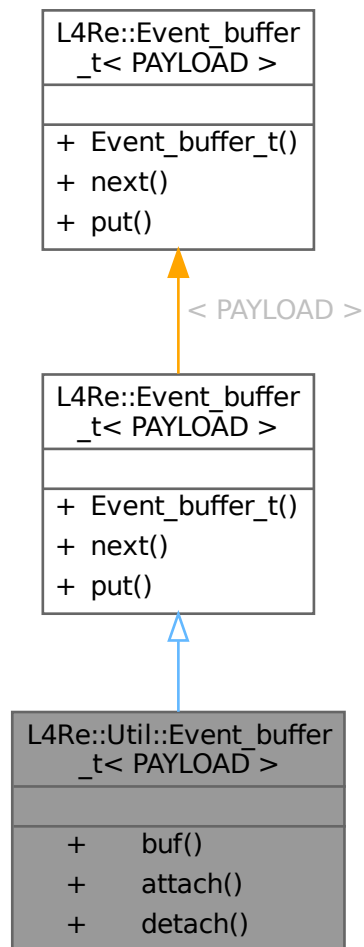 L4Re::Event_buffer
_t< PAYLOAD >
+ Event_buffer_t()
+ next()
+ put()
< PAYLOAD >
L4Re::Event_buffer
_t< PAYLOAD >
+ Event_buffer_t()
+ next()
+ put()
L4Re::Util::Event_buffer
_t< PAYLOAD >
+ buf()
+ attach()
+ detach()